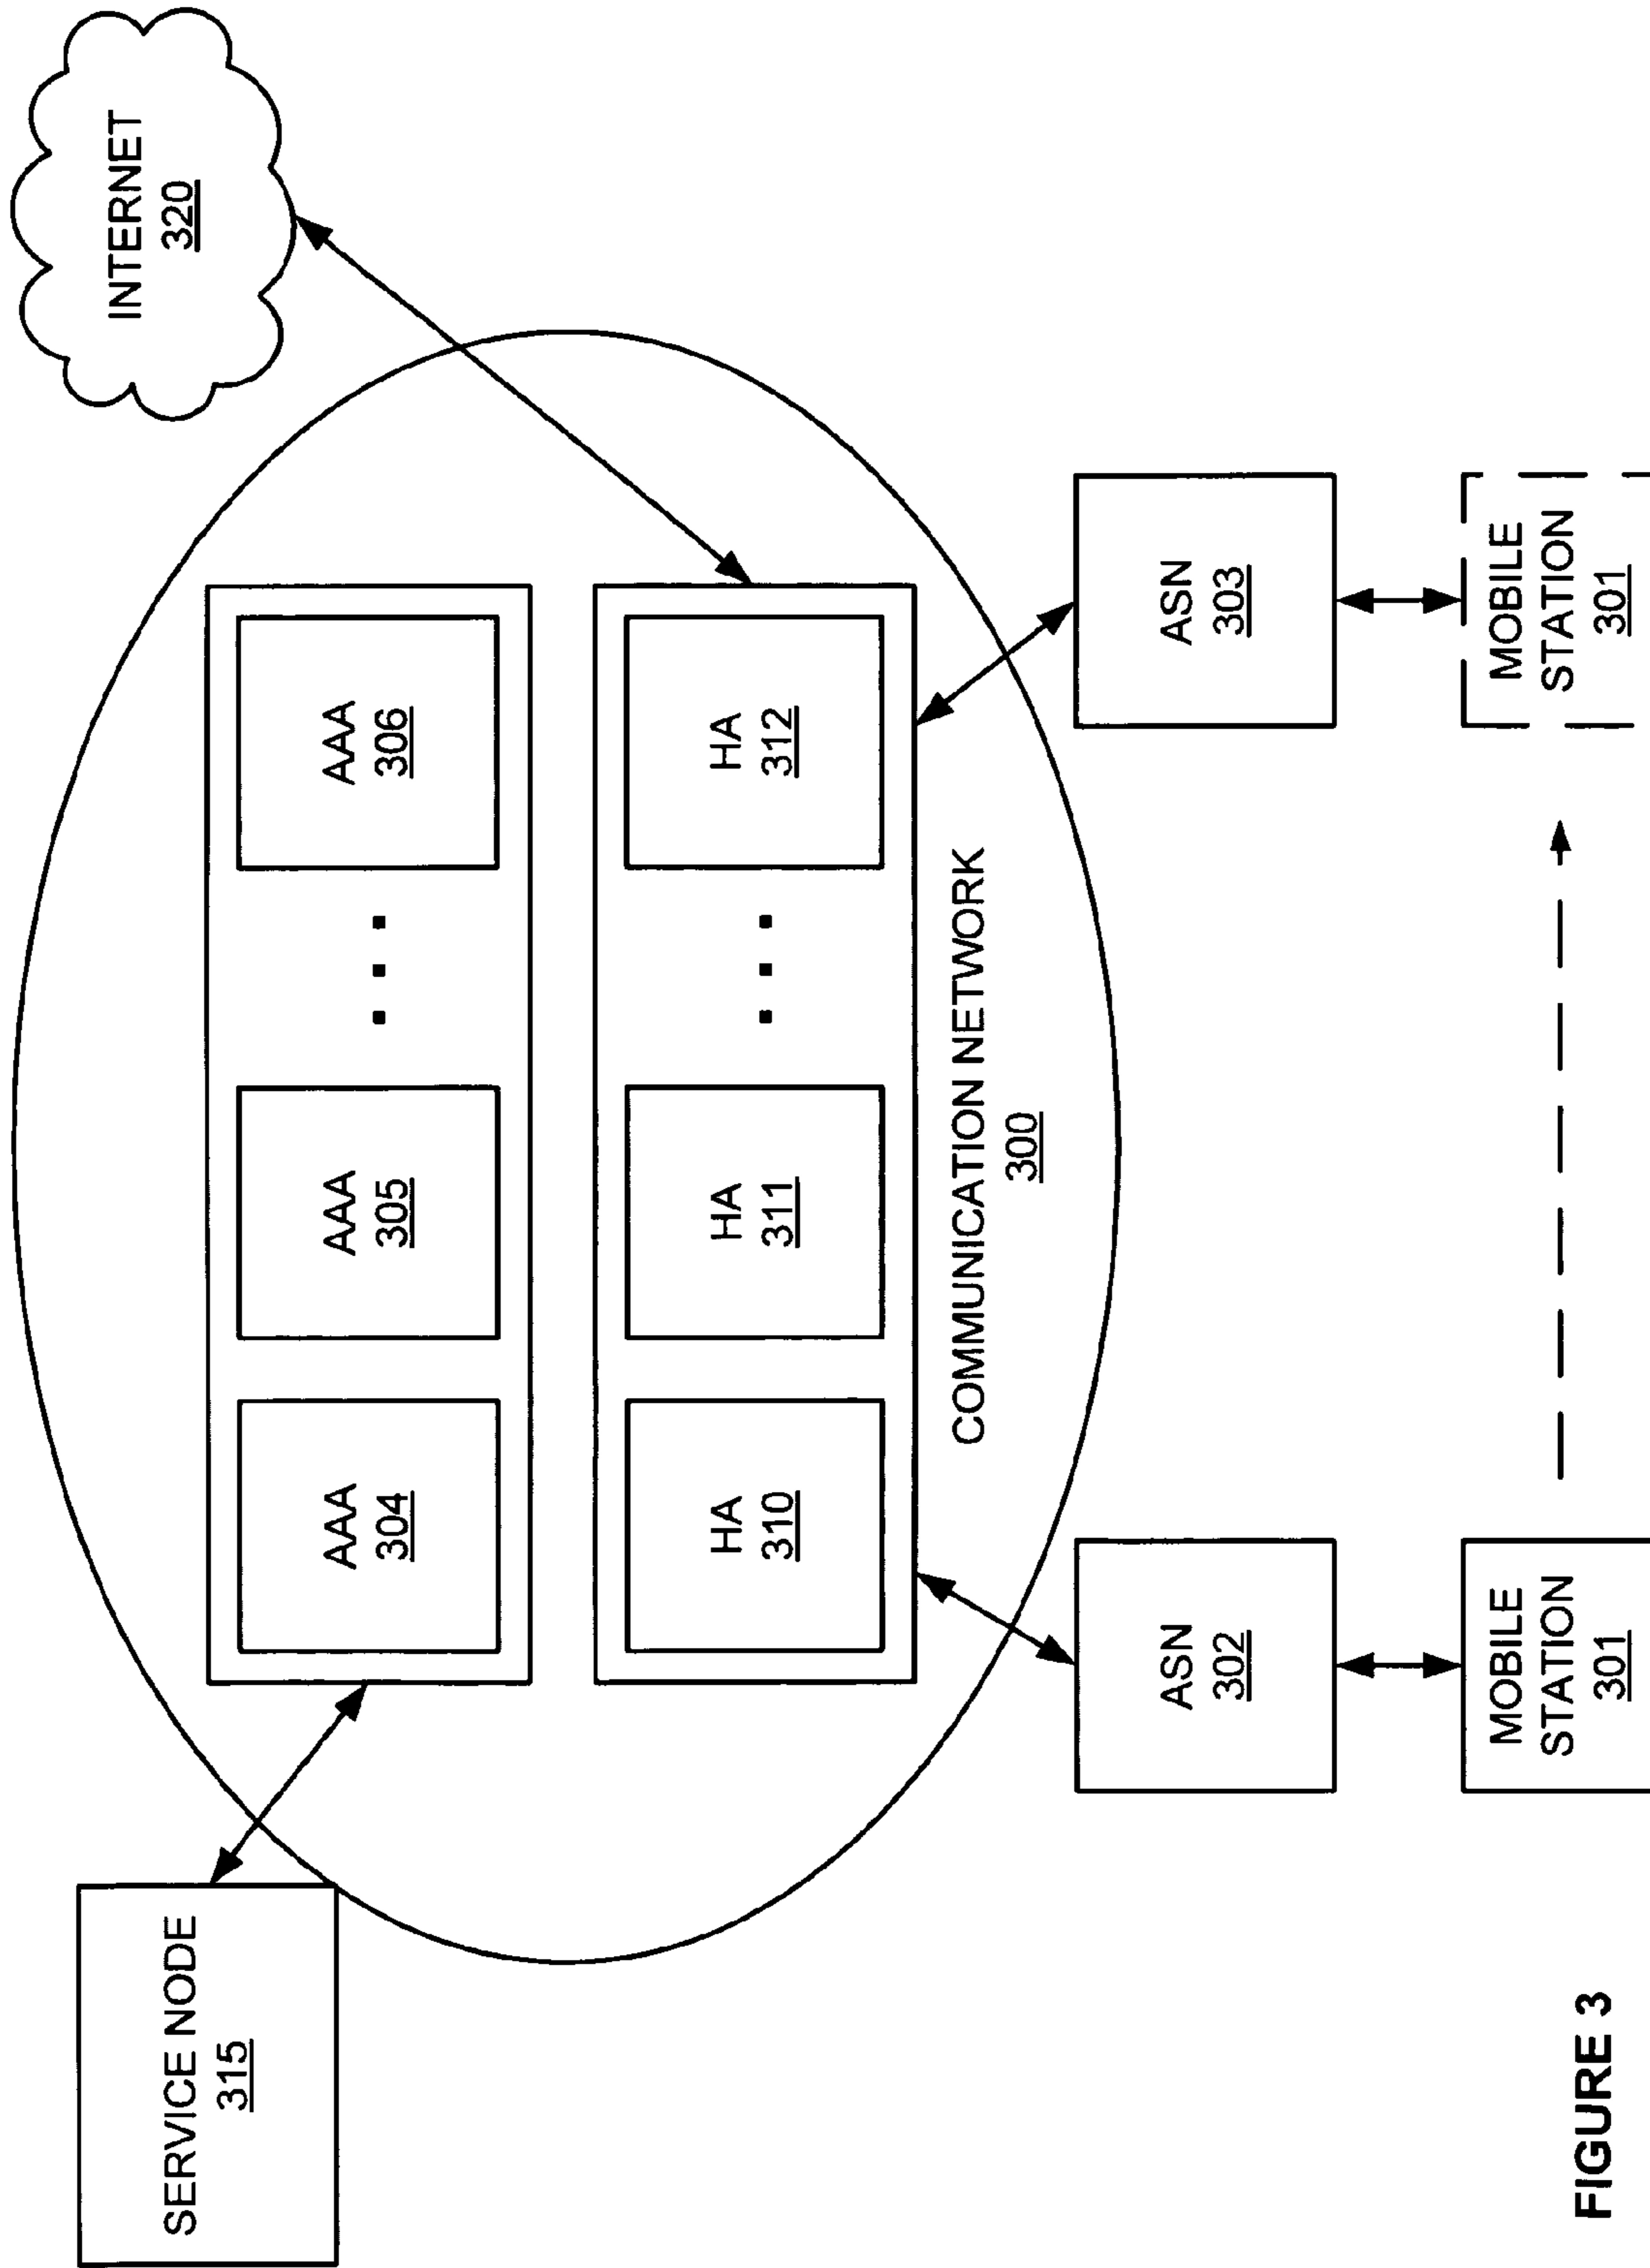 SERVICE NODE
315
INTERNET
320
AAA
304
AAA
305
. . .
AAA
306
HA
310
HA
311
. . .
HA
312
COMMUNICATION NETWORK
300
ASN
302
ASN
303
MOBILE
STATION
301
MOBILE
STATION
301
FIGURE 3